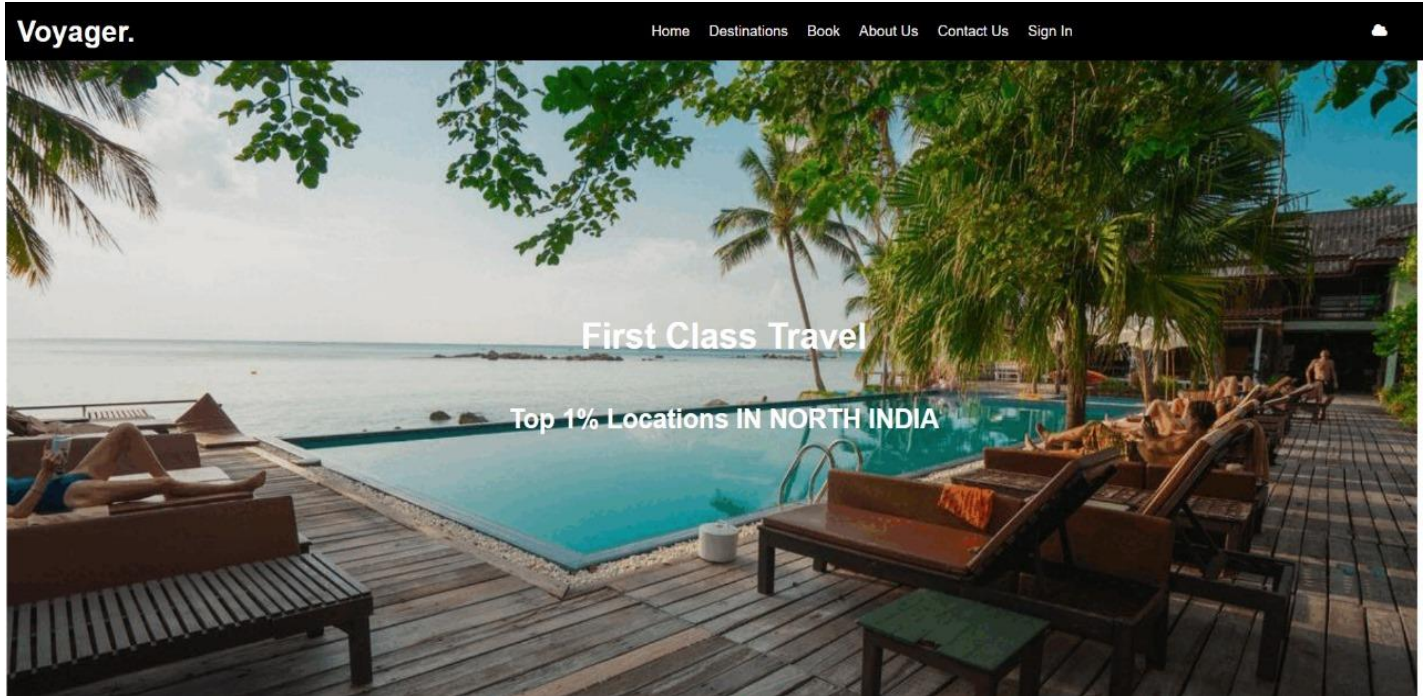 Voyager.
Home Destinations Book About Us Contact Us Sign In
First Class Travel
Top 1% Locations IN NORTH INDIA